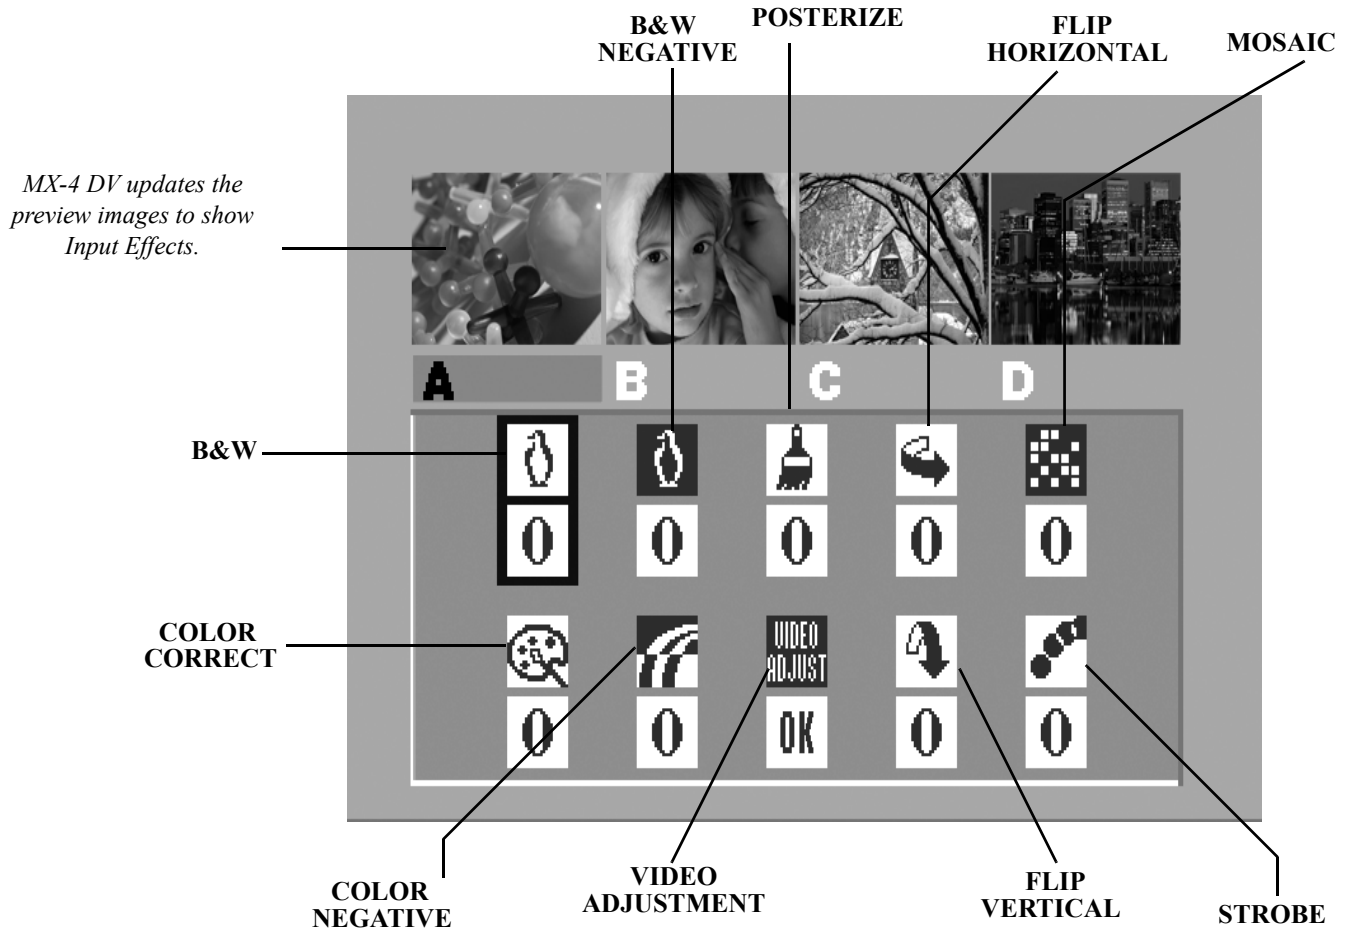 B&W
NEGATIVE
POSTERIZE
FLIP
HORIZONTAL
MOSAIC
MX-4 DV updates the
preview images to show
Input Effects.
A B C D
B&W
0 0 0 0 0
COLOR
CORRECT
VIDEO
ADJUST
0 0 OK 0 0
COLOR
NEGATIVE
VIDEO
ADJUSTMENT
FLIP
VERTICAL
STROBE